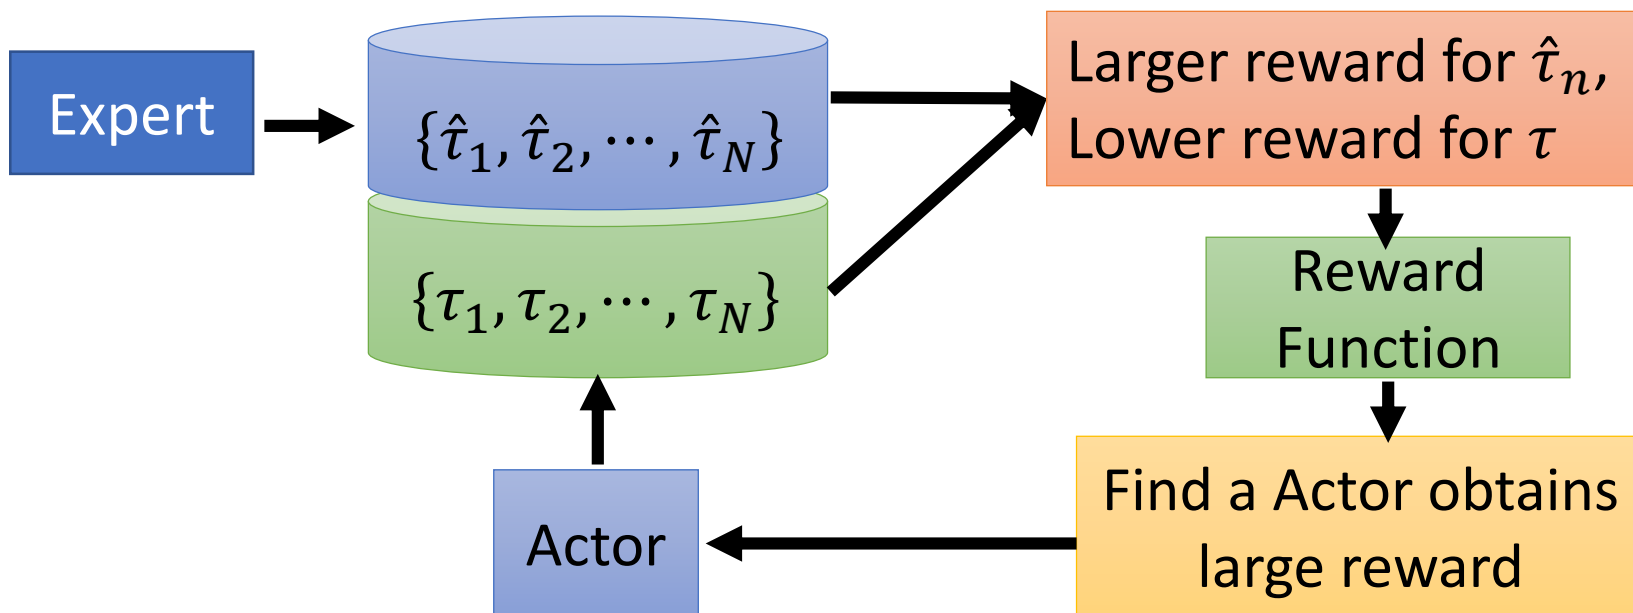 Expert
{τ̂₁, τ̂₂, ⋯, τ̂_N}
{τ₁, τ₂, ⋯, τ_N}
Larger reward for τ̂ₙ,
Lower reward for τ
Reward
Function
Find a Actor obtains
large reward
Actor